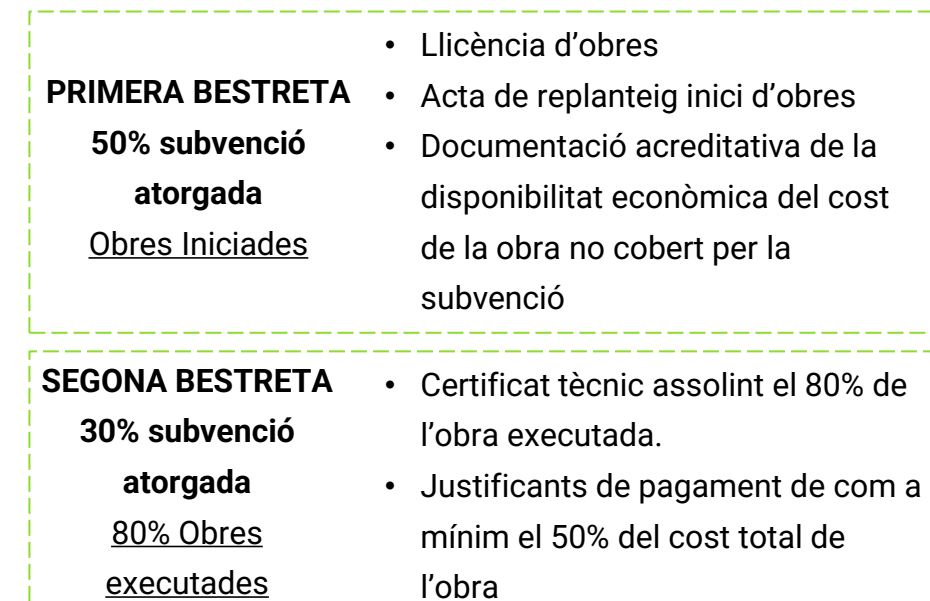 PRIMERA BESTRETA
50% subvenció
atorgada
Obres Iniciades
• Llicència d’obres
• Acta de replanteig inici d’obres
• Documentació acreditativa de la
disponibilitat econòmica del cost
de la obra no cobert per la
subvenció
SEGONA BESTRETA
30% subvenció
atorgada
80% Obres
executades
• Certificat tècnic assolint el 80% de
l’obra executada.
• Justificants de pagament de com a
mínim el 50% del cost total de
l’obra